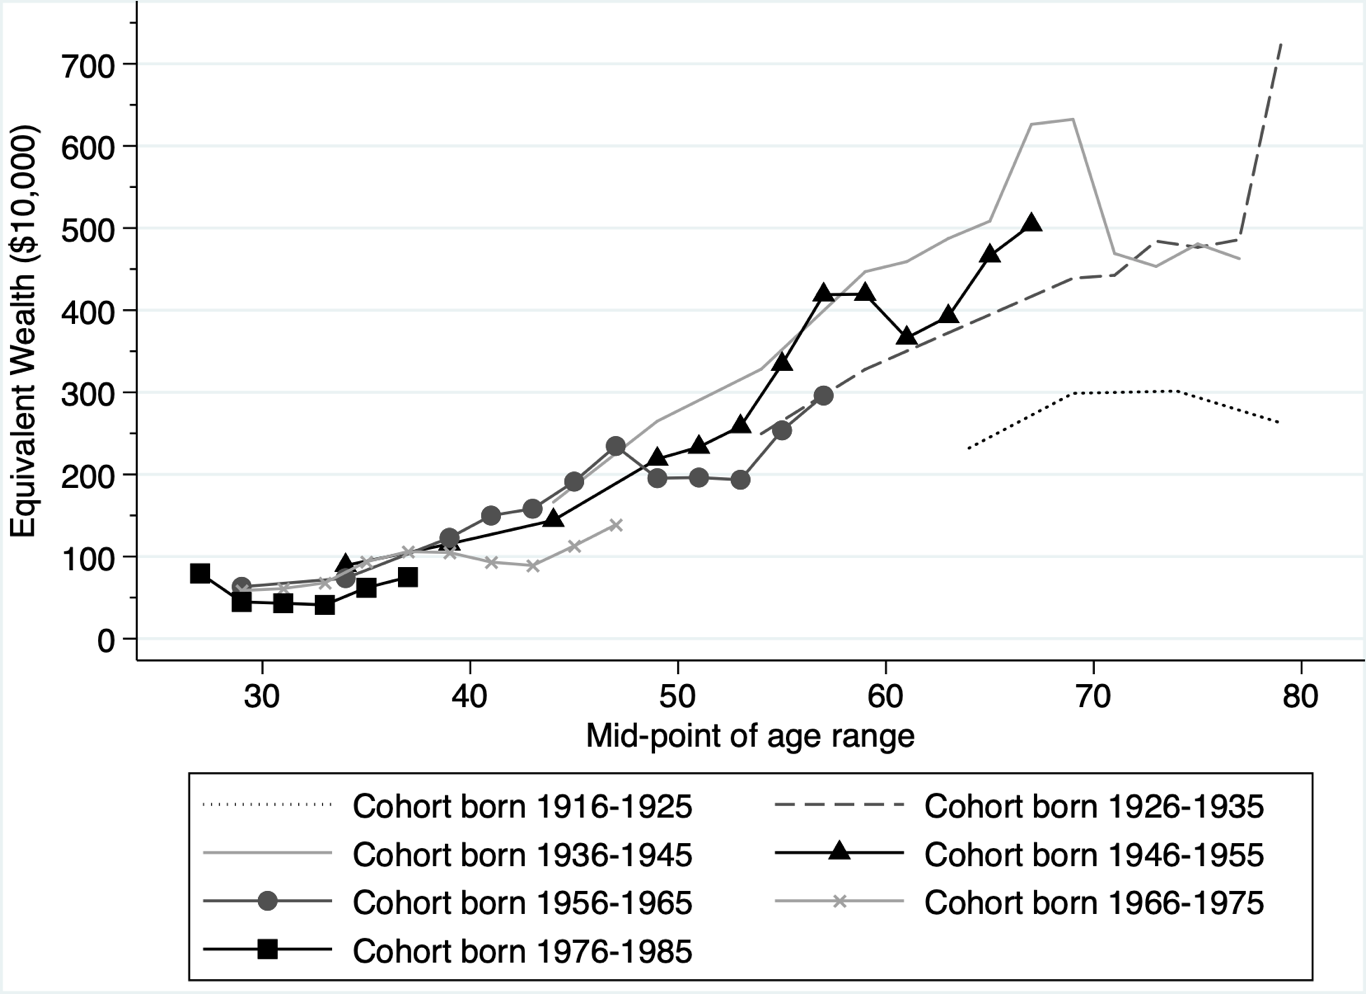 Equivalent Wealth ($10,000)
700
600
500
400
300
200
100
0
30 40 50 60 70 80
Mid-point of age range
Cohort born 1916-1925 Cohort born 1926-1935
Cohort born 1936-1945 Cohort born 1946-1955
Cohort born 1956-1965 Cohort born 1966-1975
Cohort born 1976-1985